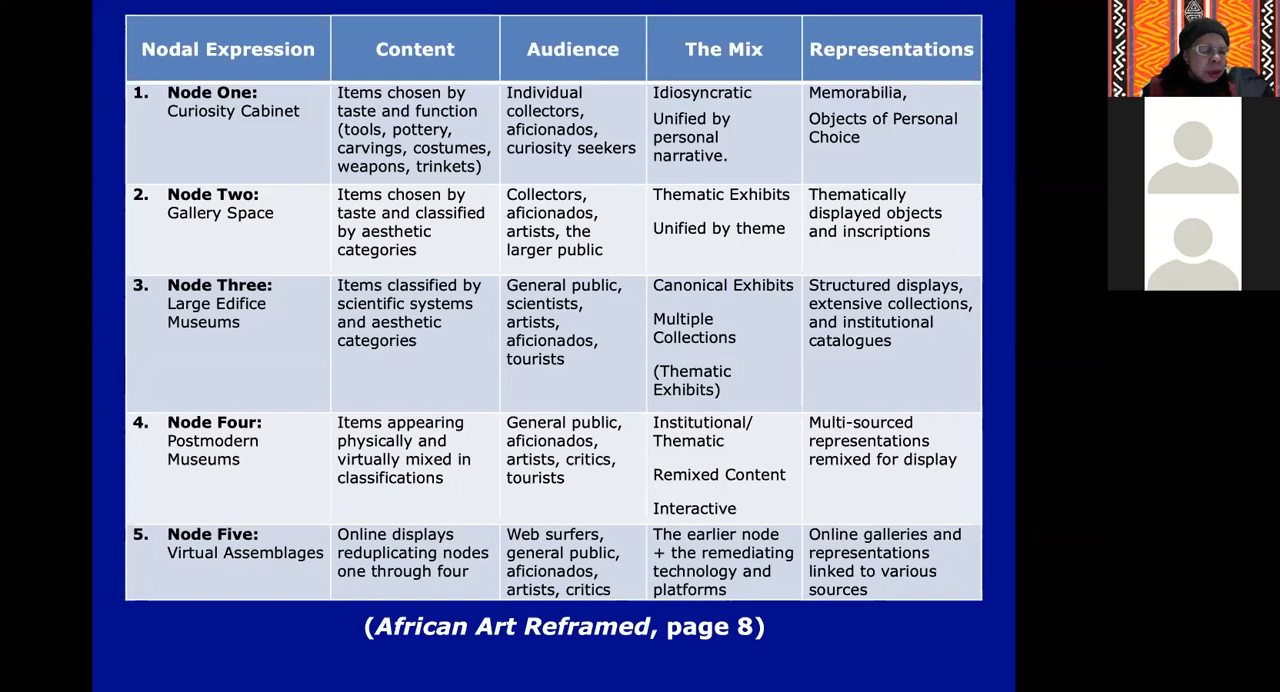 Nodal Expression
Content
Audience
The Mix
Representations
1. Node One:
Curiosity Cabinet
Items chosen by
taste and function
(tools, pottery,
carvings, costumes,
weapons, trinkets)
Individual
collectors,
aficionados,
curiosity seekers
Idiosyncratic
Unified by
personal
narrative.
Memorabilia,
Objects of Personal
Choice
2. Node Two:
Gallery Space
Items chosen by
taste and classified
by aesthetic
categories
Collectors,
aficionados,
artists, the
larger public
Thematic Exhibits
Unified by theme
Thematically
displayed objects
and inscriptions
3. Node Three:
Large Edifice
Museums
Items classified by
scientific systems
and aesthetic
categories
General public,
scientists,
artists,
aficionados,
tourists
Canonical Exhibits
Multiple
Collections
(Thematic
Exhibits)
Structured displays,
extensive collections,
and institutional
catalogues
4. Node Four:
Postmodern
Museums
Items appearing
physically and
virtually mixed in
classifications
General public,
aficionados,
artists, critics,
tourists
Institutional/
Thematic
Remixed Content
Interactive
Multi-sourced
representations
remixed for display
5. Node Five:
Virtual Assemblages
Online displays
reduplicating nodes
one through four
Web surfers,
general public,
aficionados,
artists, critics
The earlier node
+ the remediating
technology and
platforms
Online galleries and
representations
linked to various
sources
(African Art Reframed, page 8)